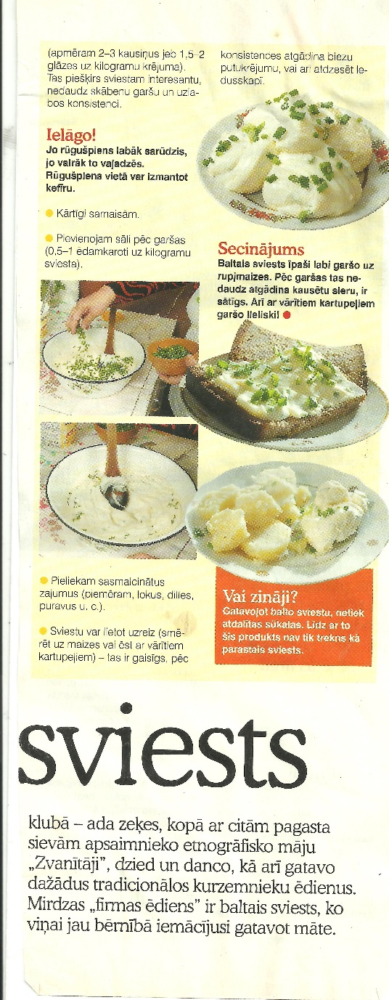 (apmēram 2–3 kausiņus jeb 1,5–2
glāzes uz kilogramu krējuma).
Tas piešķirs sviestam interesantu,
nedaudz skābenu garšu un uzla-
bos konsistenci.
Ielāgo!
Jo rūgušpiens labāk sarūdzis,
jo vairāk to vajadzēs.
Rūgušpiena vietā var izmantot
kefīru.
Kārtīgi samaisām.
Pievienojam sāli pēc garšas
(0,5–1 ēdamkaroti uz kilogramu
sviesta).
Pieliekam sasmalcinātus
zaļumus (piemēram, lokus, dilles,
puravus u. c.).
Sviestu var lietot uzreiz (smē-
rēt uz maizes vai ēst ar vārītiem
kartupeļiem) – tas ir gaisīgs, pēc
konsistences atgādina biezu
putukrējumu, vai arī atdzesēt le-
dusskapī.
Secinājums
Baltais sviests īpaši labi garšo uz
rupjmaizes. Pēc garšas tas ne-
daudz atgādina kausētu sieru, ir
sātīgs. Arī ar vārītiem kartupeļiem
garšo lieliski!
Vai zināji?
Gatavojot balto sviestu, netiek
atdalītas sūkalas. Līdz ar to
šis produkts nav tik trekns kā
parastais sviests.
sviests
klubā – ada zeķes, kopā ar citām pagasta
sievām apsaimnieko etnogrāfisko māju
„Zvanītāji”, dzied un danco, kā arī gatavo
dažādus tradicionālos kurzemnieku ēdienus.
Mirdzas „firmas ēdiens” ir baltais sviests, ko
viņai jau bērnībā iemācījusi gatavot māte.